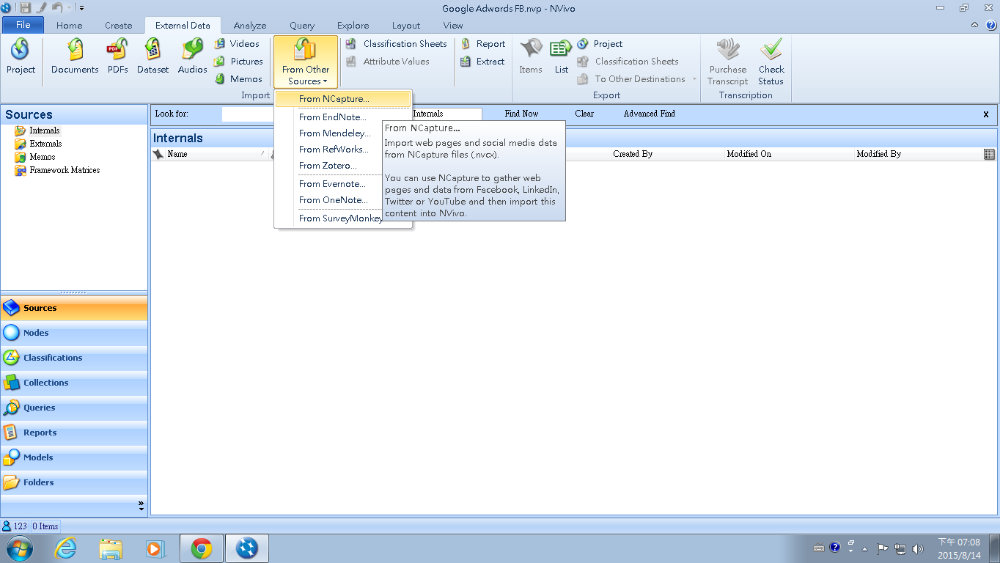 Google Adwords FB.nvp - NVivo
File Home Create External Data Analyze Query Explore Layout View
Project
Documents
PDFs
Dataset
Audios
Videos
Pictures
Memos
From Other
Sources
Import
Classification Sheets
Attribute Values
Report
Extract
Items
List
Project
Classification Sheets
To Other Destinations
Export
Purchase
Transcript
Check
Status
Transcription
From NCapture...
From EndNote...
From Mendeley...
From RefWorks...
From Zotero...
From Evernote...
From OneNote...
From SurveyMonkey
From NCapture...
Import web pages and social media data
from NCapture files (.nvcx).
You can use NCapture to gather web
pages and data from Facebook, LinkedIn,
Twitter or YouTube and then import this
content into NVivo.
Sources
Internals
Externals
Memos
Framework Matrices
Look for: Internals Find Now Clear Advanced Find x
Internals
Name Created By Modified On Modified By
Sources
Nodes
Classifications
Collections
Queries
Reports
Models
Folders
123 0 Items
下午 07:08
2015/8/14